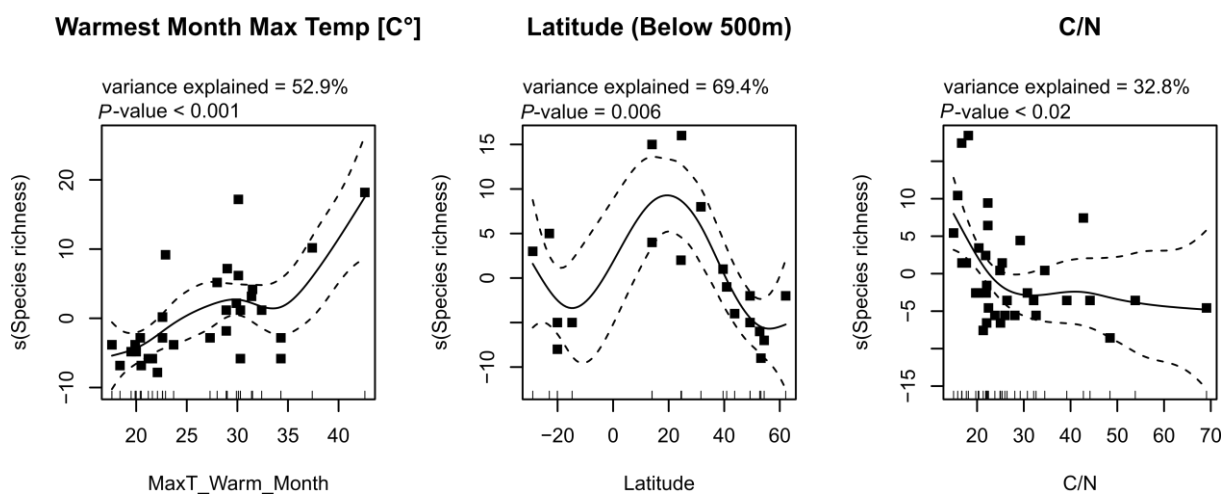 Warmest Month Max Temp [C°]
variance explained = 52.9%
P-value < 0.001
s(Species richness)
20
10
0
−10
20 25 30 35 40
MaxT_Warm_Month
Latitude (Below 500m)
variance explained = 69.4%
P-value = 0.006
s(Species richness)
15
10
5
0
−10
−20 0 20 40 60
Latitude
C/N
variance explained = 32.8%
P-value < 0.02
s(Species richness)
10
5
0
−5
−15
20 30 40 50 60 70
C/N